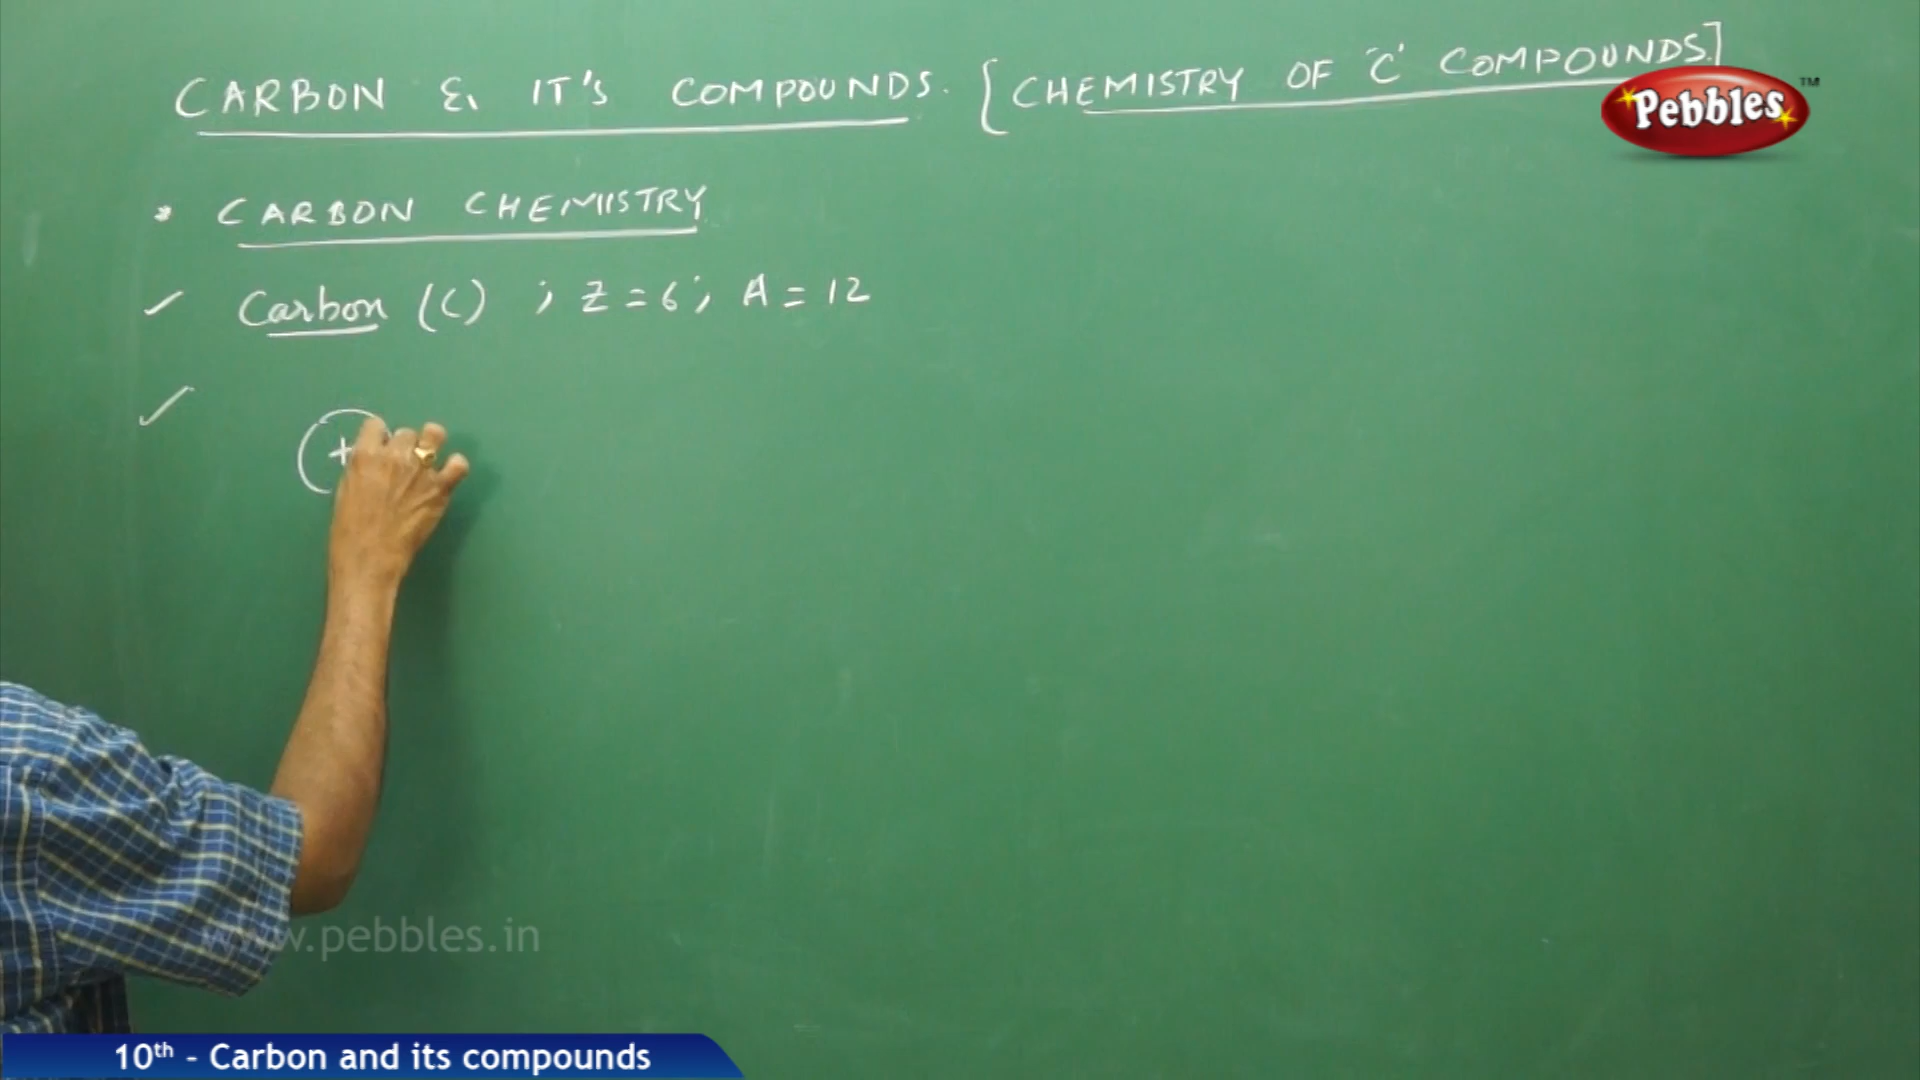 CARBON & IT'S COMPOUNDS. [CHEMISTRY OF 'C' COMPOUNDS]
Pebbles™
* CARBON CHEMISTRY
✓ Carbon (C) ; Z = 6 ; A = 12
✓
+
www.pebbles.in
10th - Carbon and its compounds